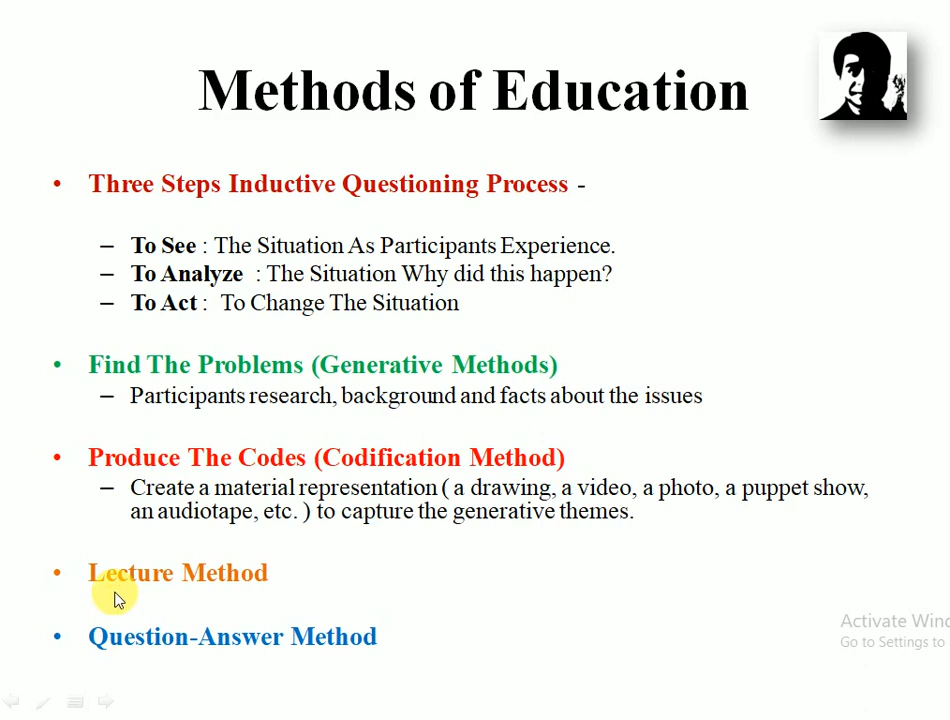 Methods of Education
• Three Steps Inductive Questioning Process -
– To See : The Situation As Participants Experience.
– To Analyze : The Situation Why did this happen?
– To Act : To Change The Situation
• Find The Problems (Generative Methods)
– Participants research, background and facts about the issues
• Produce The Codes (Codification Method)
– Create a material representation ( a drawing, a video, a photo, a puppet show,
an audiotape, etc. ) to capture the generative themes.
• Lecture Method
• Question-Answer Method
Activate Win
Go to Settings to